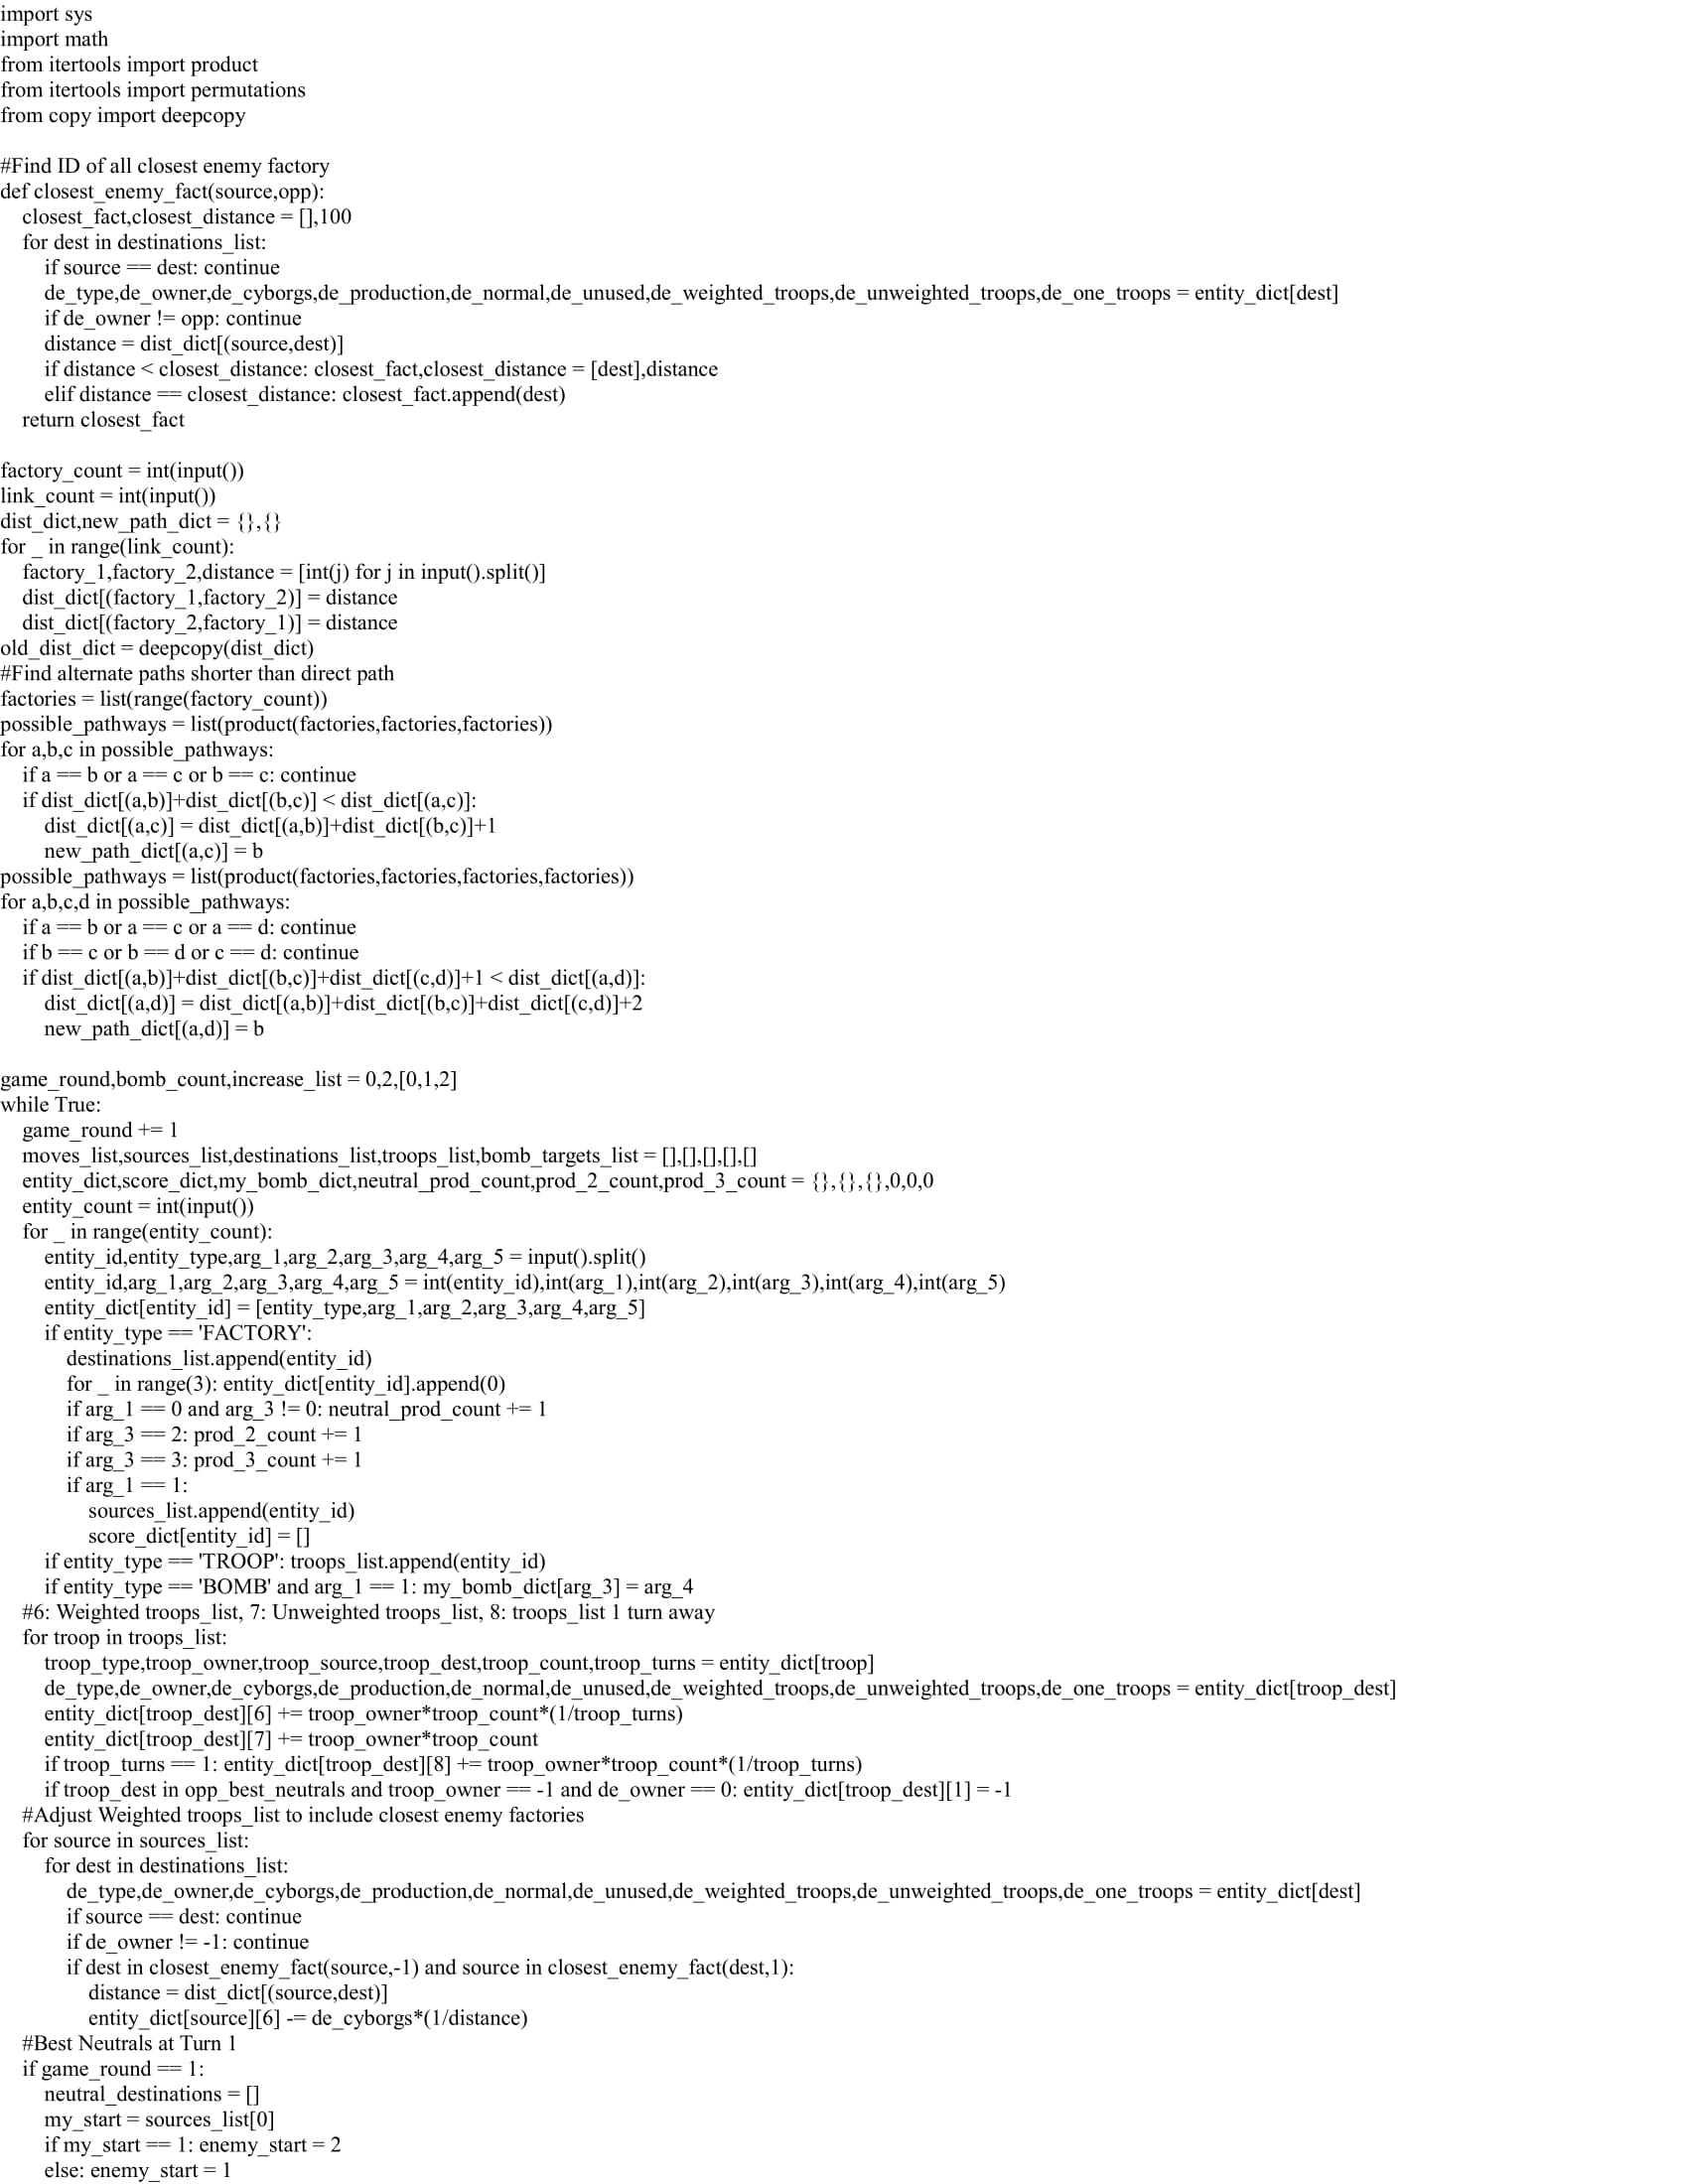 import sys
import math
from itertools import product
from itertools import permutations
from copy import deepcopy

#Find ID of all closest enemy factory
def closest_enemy_fact(source,opp):
    closest_fact,closest_distance = [],100
    for dest in destinations_list:
        if source == dest: continue
        de_type,de_owner,de_cyborgs,de_production,de_normal,de_unused,de_weighted_troops,de_unweighted_troops,de_one_troops = entity_dict[dest]
        if de_owner != opp: continue
        distance = dist_dict[(source,dest)]
        if distance < closest_distance: closest_fact,closest_distance = [dest],distance
        elif distance == closest_distance: closest_fact.append(dest)
    return closest_fact

factory_count = int(input())
link_count = int(input())
dist_dict,new_path_dict = {},{}
for _ in range(link_count):
    factory_1,factory_2,distance = [int(j) for j in input().split()]
    dist_dict[(factory_1,factory_2)] = distance
    dist_dict[(factory_2,factory_1)] = distance
old_dist_dict = deepcopy(dist_dict)
#Find alternate paths shorter than direct path
factories = list(range(factory_count))
possible_pathways = list(product(factories,factories,factories))
for a,b,c in possible_pathways:
    if a == b or a == c or b == c: continue
    if dist_dict[(a,b)]+dist_dict[(b,c)] < dist_dict[(a,c)]:
        dist_dict[(a,c)] = dist_dict[(a,b)]+dist_dict[(b,c)]+1
        new_path_dict[(a,c)] = b
possible_pathways = list(product(factories,factories,factories,factories))
for a,b,c,d in possible_pathways:
    if a == b or a == c or a == d: continue
    if b == c or b == d or c == d: continue
    if dist_dict[(a,b)]+dist_dict[(b,c)]+dist_dict[(c,d)]+1 < dist_dict[(a,d)]:
        dist_dict[(a,d)] = dist_dict[(a,b)]+dist_dict[(b,c)]+dist_dict[(c,d)]+2
        new_path_dict[(a,d)] = b

game_round,bomb_count,increase_list = 0,2,[0,1,2]
while True:
    game_round += 1
    moves_list,sources_list,destinations_list,troops_list,bomb_targets_list = [],[],[],[],[]
    entity_dict,score_dict,my_bomb_dict,neutral_prod_count,prod_2_count,prod_3_count = {},{},{},0,0,0
    entity_count = int(input())
    for _ in range(entity_count):
        entity_id,entity_type,arg_1,arg_2,arg_3,arg_4,arg_5 = input().split()
        entity_id,arg_1,arg_2,arg_3,arg_4,arg_5 = int(entity_id),int(arg_1),int(arg_2),int(arg_3),int(arg_4),int(arg_5)
        entity_dict[entity_id] = [entity_type,arg_1,arg_2,arg_3,arg_4,arg_5]
        if entity_type == 'FACTORY':
            destinations_list.append(entity_id)
            for _ in range(3): entity_dict[entity_id].append(0)
            if arg_1 == 0 and arg_3 != 0: neutral_prod_count += 1
            if arg_3 == 2: prod_2_count += 1
            if arg_3 == 3: prod_3_count += 1
            if arg_1 == 1:
                sources_list.append(entity_id)
                score_dict[entity_id] = []
        if entity_type == 'TROOP': troops_list.append(entity_id)
        if entity_type == 'BOMB' and arg_1 == 1: my_bomb_dict[arg_3] = arg_4
    #6: Weighted troops_list, 7: Unweighted troops_list, 8: troops_list 1 turn away
    for troop in troops_list:
        troop_type,troop_owner,troop_source,troop_dest,troop_count,troop_turns = entity_dict[troop]
        de_type,de_owner,de_cyborgs,de_production,de_normal,de_unused,de_weighted_troops,de_unweighted_troops,de_one_troops = entity_dict[troop_dest]
        entity_dict[troop_dest][6] += troop_owner*troop_count*(1/troop_turns)
        entity_dict[troop_dest][7] += troop_owner*troop_count
        if troop_turns == 1: entity_dict[troop_dest][8] += troop_owner*troop_count*(1/troop_turns)
        if troop_dest in opp_best_neutrals and troop_owner == -1 and de_owner == 0: entity_dict[troop_dest][1] = -1
    #Adjust Weighted troops_list to include closest enemy factories
    for source in sources_list:
        for dest in destinations_list:
            de_type,de_owner,de_cyborgs,de_production,de_normal,de_unused,de_weighted_troops,de_unweighted_troops,de_one_troops = entity_dict[dest]
            if source == dest: continue
            if de_owner != -1: continue
            if dest in closest_enemy_fact(source,-1) and source in closest_enemy_fact(dest,1):
                distance = dist_dict[(source,dest)]
                entity_dict[source][6] -= de_cyborgs*(1/distance)
    #Best Neutrals at Turn 1
    if game_round == 1:
        neutral_destinations = []
        my_start = sources_list[0]
        if my_start == 1: enemy_start = 2
        else: enemy_start = 1